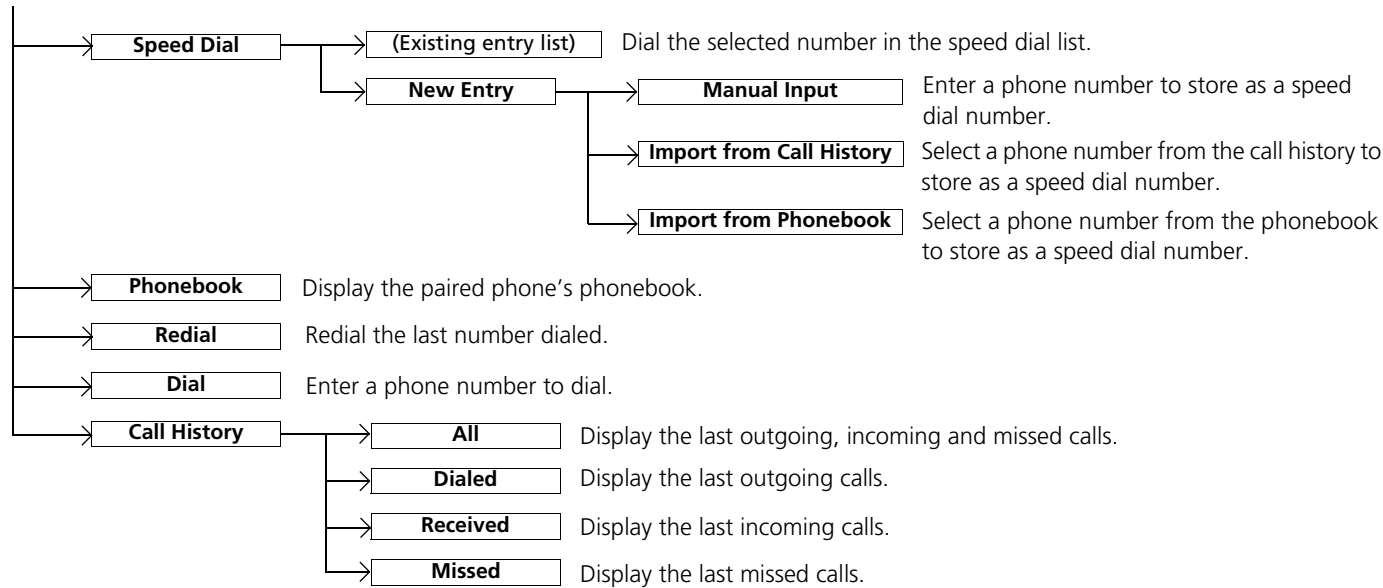 Speed Dial
(Existing entry list)
Dial the selected number in the speed dial list.
New Entry
Manual Input
Enter a phone number to store as a speed
dial number.
Import from Call History
Select a phone number from the call history to
store as a speed dial number.
Import from Phonebook
Select a phone number from the phonebook
to store as a speed dial number.
Phonebook
Display the paired phone’s phonebook.
Redial
Redial the last number dialed.
Dial
Enter a phone number to dial.
Call History
All
Display the last outgoing, incoming and missed calls.
Dialed
Display the last outgoing calls.
Received
Display the last incoming calls.
Missed
Display the last missed calls.